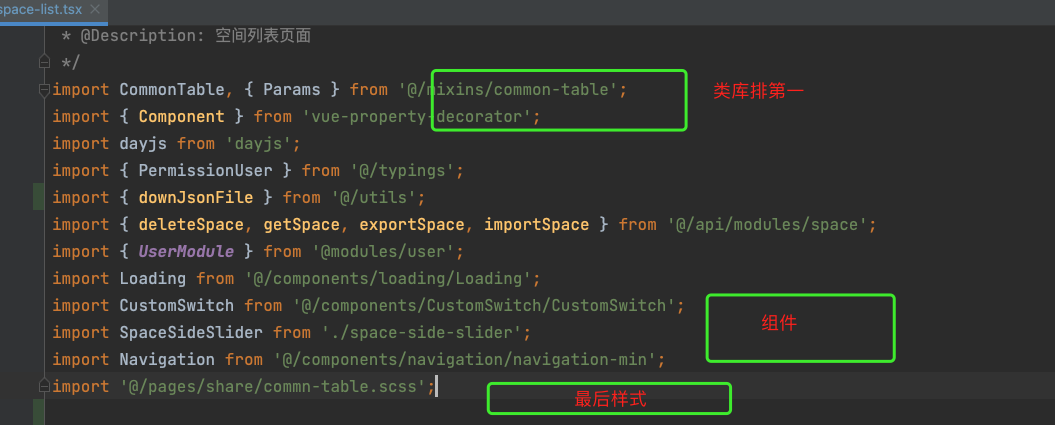 space-list.tsx
* @Description: 空间列表页面
*/
import CommonTable, { Params } from '@/mixins/common-table';
类库排第一
import { Component } from 'vue-property-decorator';
import dayjs from 'dayjs';
import { PermissionUser } from '@/typings';
import { downJsonFile } from '@/utils';
import { deleteSpace, getSpace, exportSpace, importSpace } from '@/api/modules/space';
import { UserModule } from '@modules/user';
import Loading from '@/components/loading/Loading';
import CustomSwitch from '@/components/CustomSwitch/CustomSwitch';
组件
import SpaceSideSlider from './space-side-slider';
import Navigation from '@/components/navigation/navigation-min';
import '@/pages/share/commn-table.scss';
最后样式